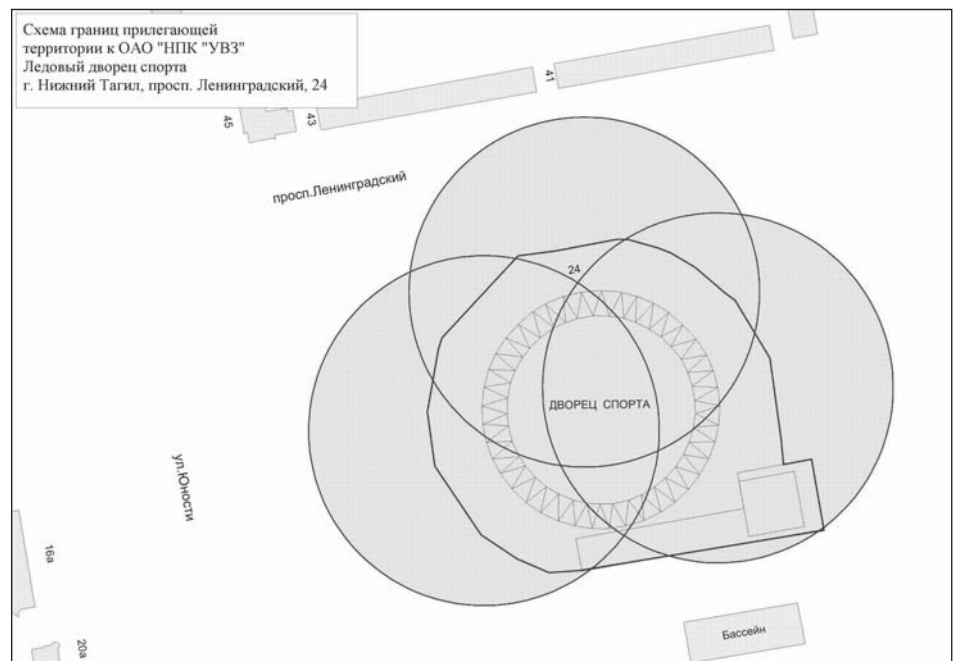 Схема границ прилегающей
территории к ОАО "НПК "УВЗ"
Ледовый дворец спорта
г. Нижний Тагил, просп. Ленинградский, 24
41
43
45
просп.Ленинградский
24
ДВОРЕЦ СПОРТА
ул.Юности
16а
20а
Бассейн